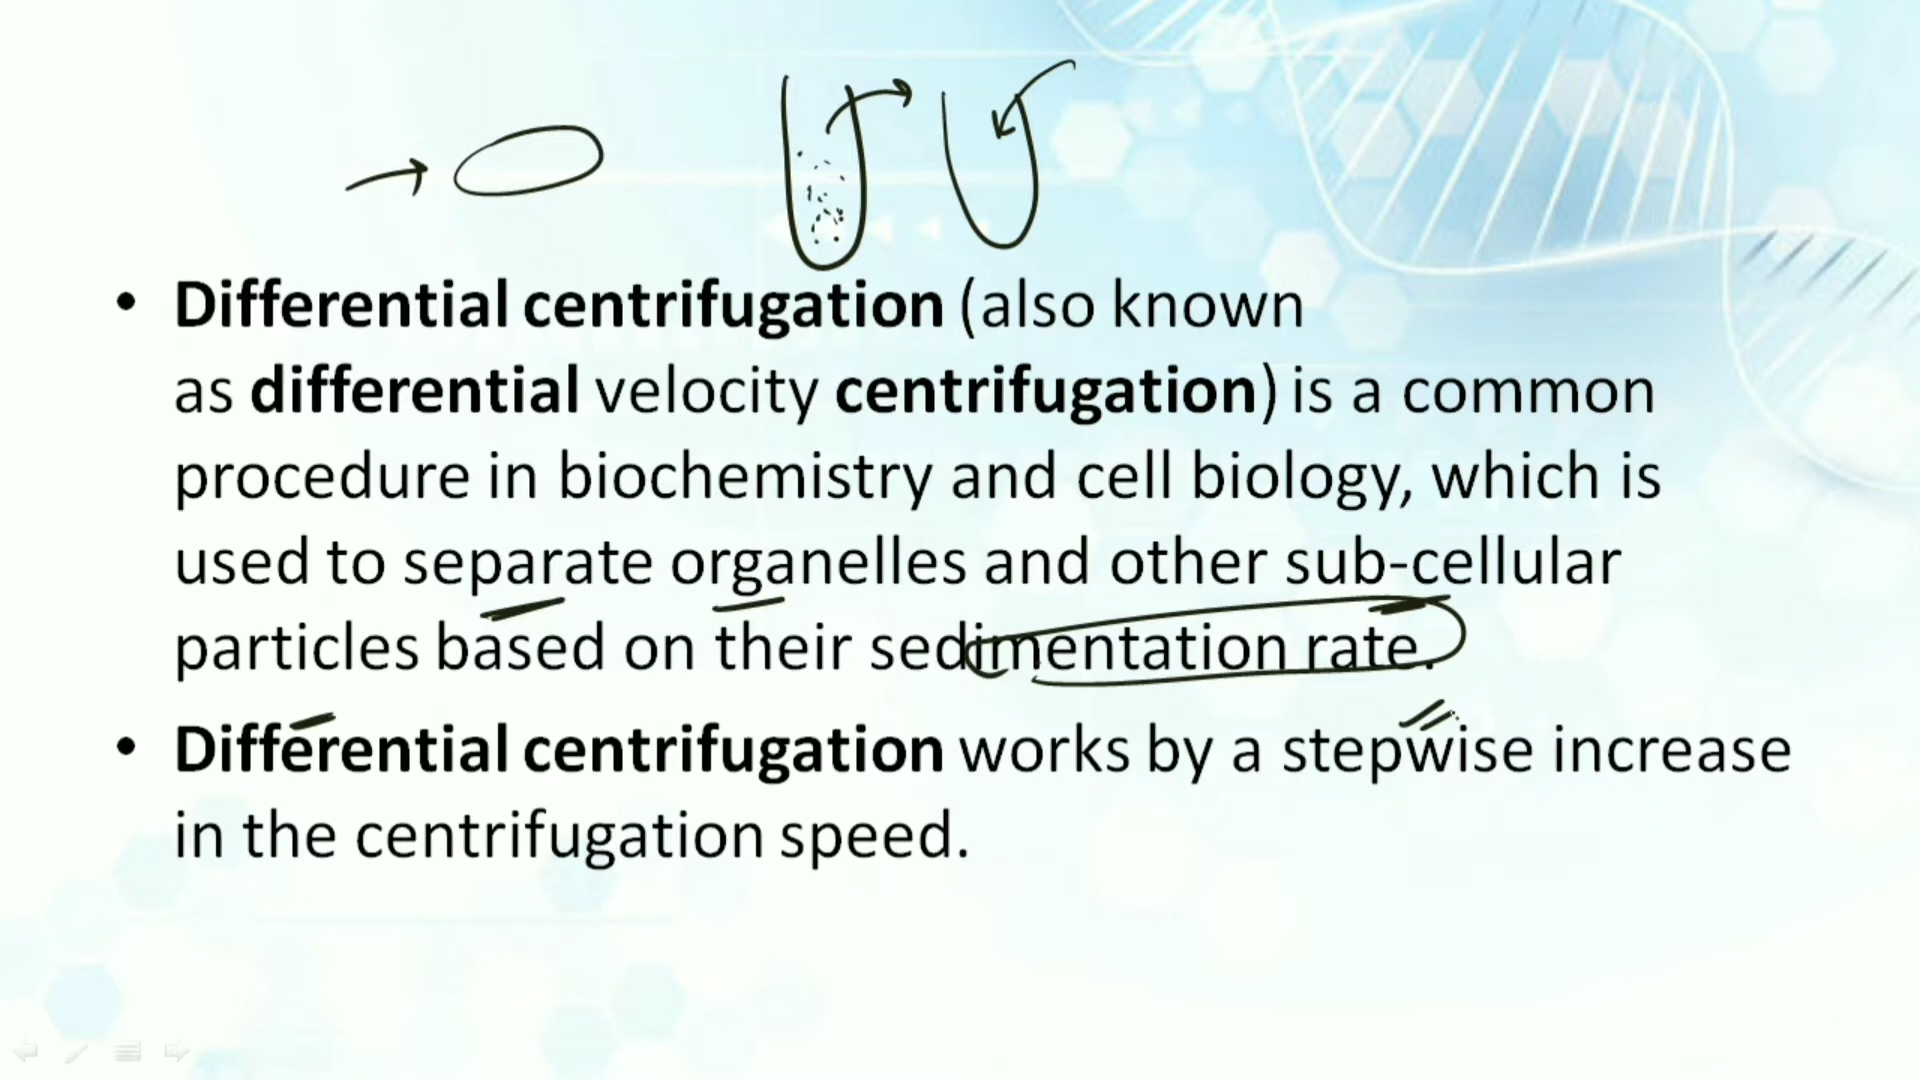 • Differential centrifugation (also known
as differential velocity centrifugation) is a common
procedure in biochemistry and cell biology, which is
used to separate organelles and other sub-cellular
particles based on their sedimentation rate.
• Differential centrifugation works by a stepwise increase
in the centrifugation speed.